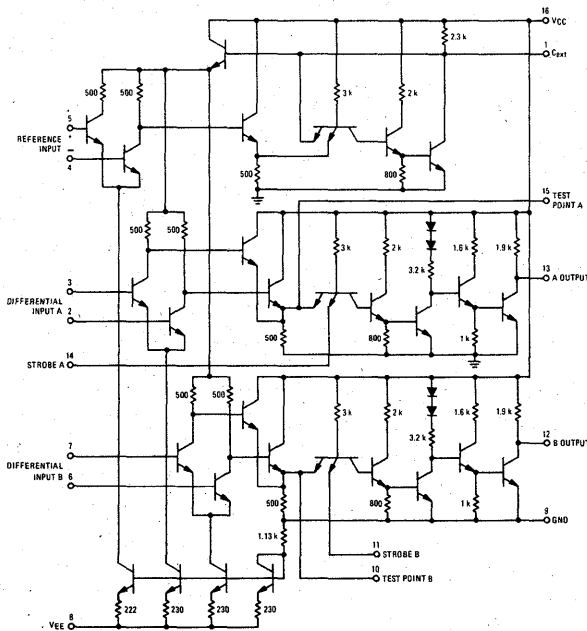 16
VCC
2.3 k
1
Cext
500
500
3 k
2 k
5
+
REFERENCE
INPUT
−
4
500
800
15
TEST
POINT A
500
500
3 k
2 k
1.6 k
1.9 k
3.2 k
13
A OUTPUT
3
DIFFERENTIAL
INPUT A
2
500
800
1 k
14
STROBE A
500
500
3 k
2 k
1.6 k
1.9 k
3.2 k
12
B OUTPUT
7
DIFFERENTIAL
INPUT B
6
500
800
1 k
9
GND
1.13 k
11
STROBE B
10
TEST POINT B
8
VEE
222
230
230
230